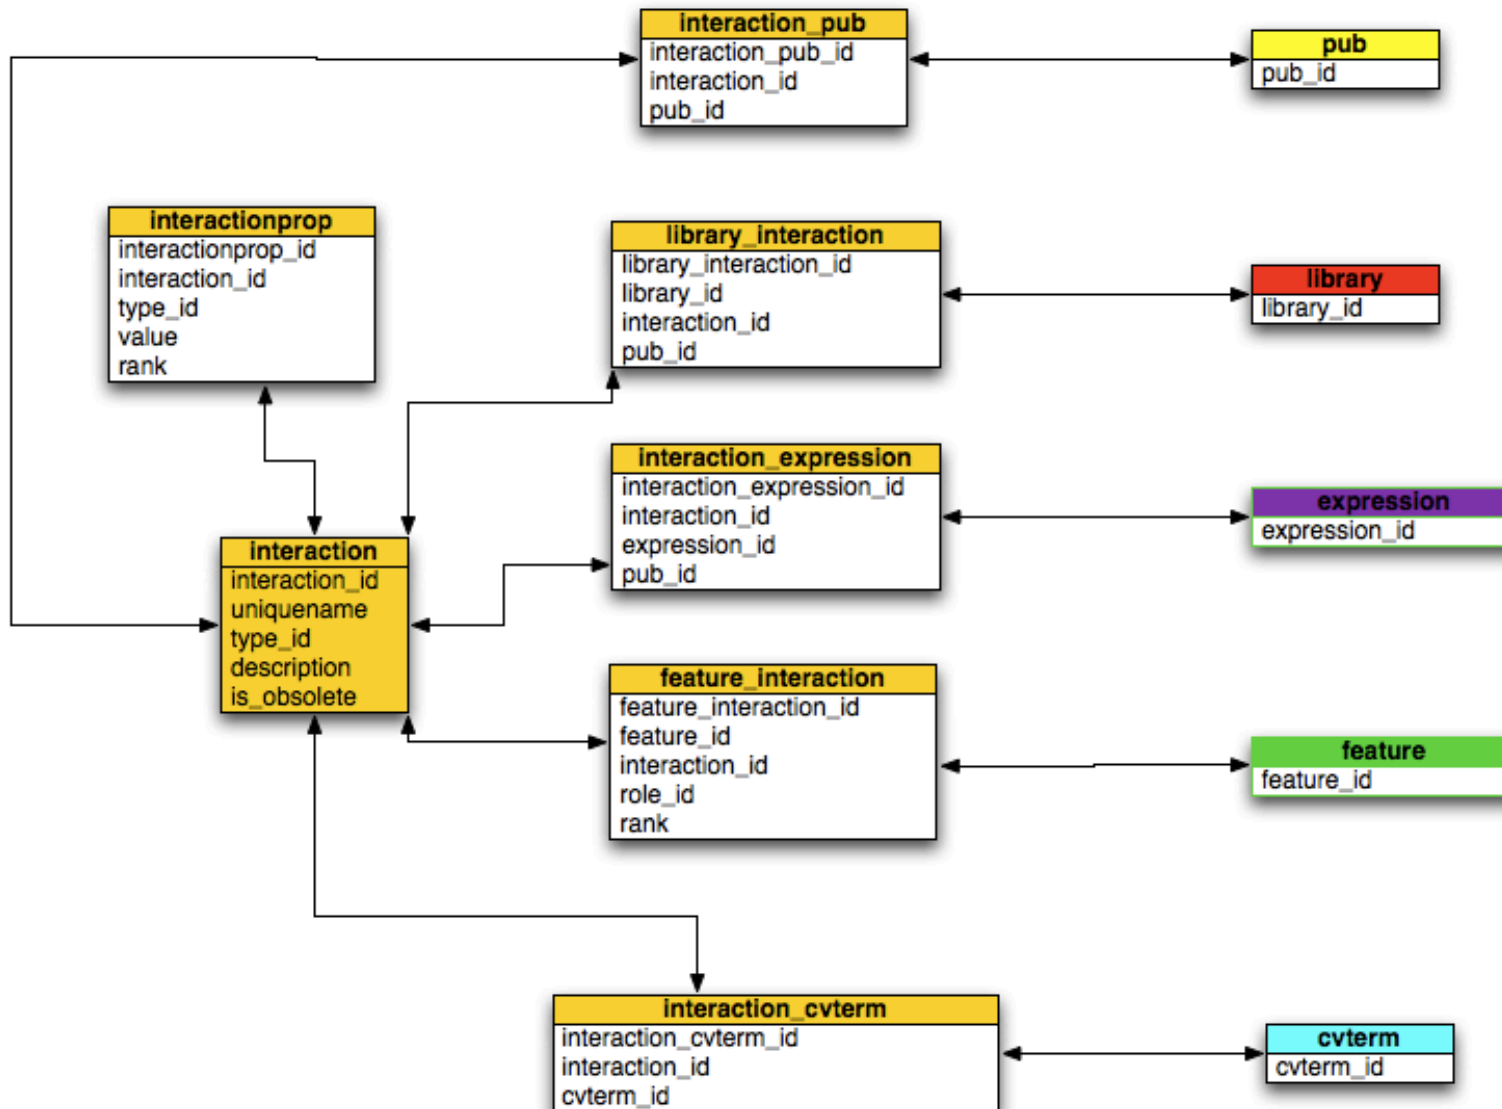 interaction_pub
interaction_pub_id
interaction_id
pub_id
pub
pub_id
interactionprop
interactionprop_id
interaction_id
type_id
value
rank
library_interaction
library_interaction_id
library_id
interaction_id
pub_id
library
library_id
interaction_expression
interaction_expression_id
interaction_id
expression_id
pub_id
expression
expression_id
interaction
interaction_id
uniquename
type_id
description
is_obsolete
feature_interaction
feature_interaction_id
feature_id
interaction_id
role_id
rank
feature
feature_id
interaction_cvterm
interaction_cvterm_id
interaction_id
cvterm_id
cvterm
cvterm_id